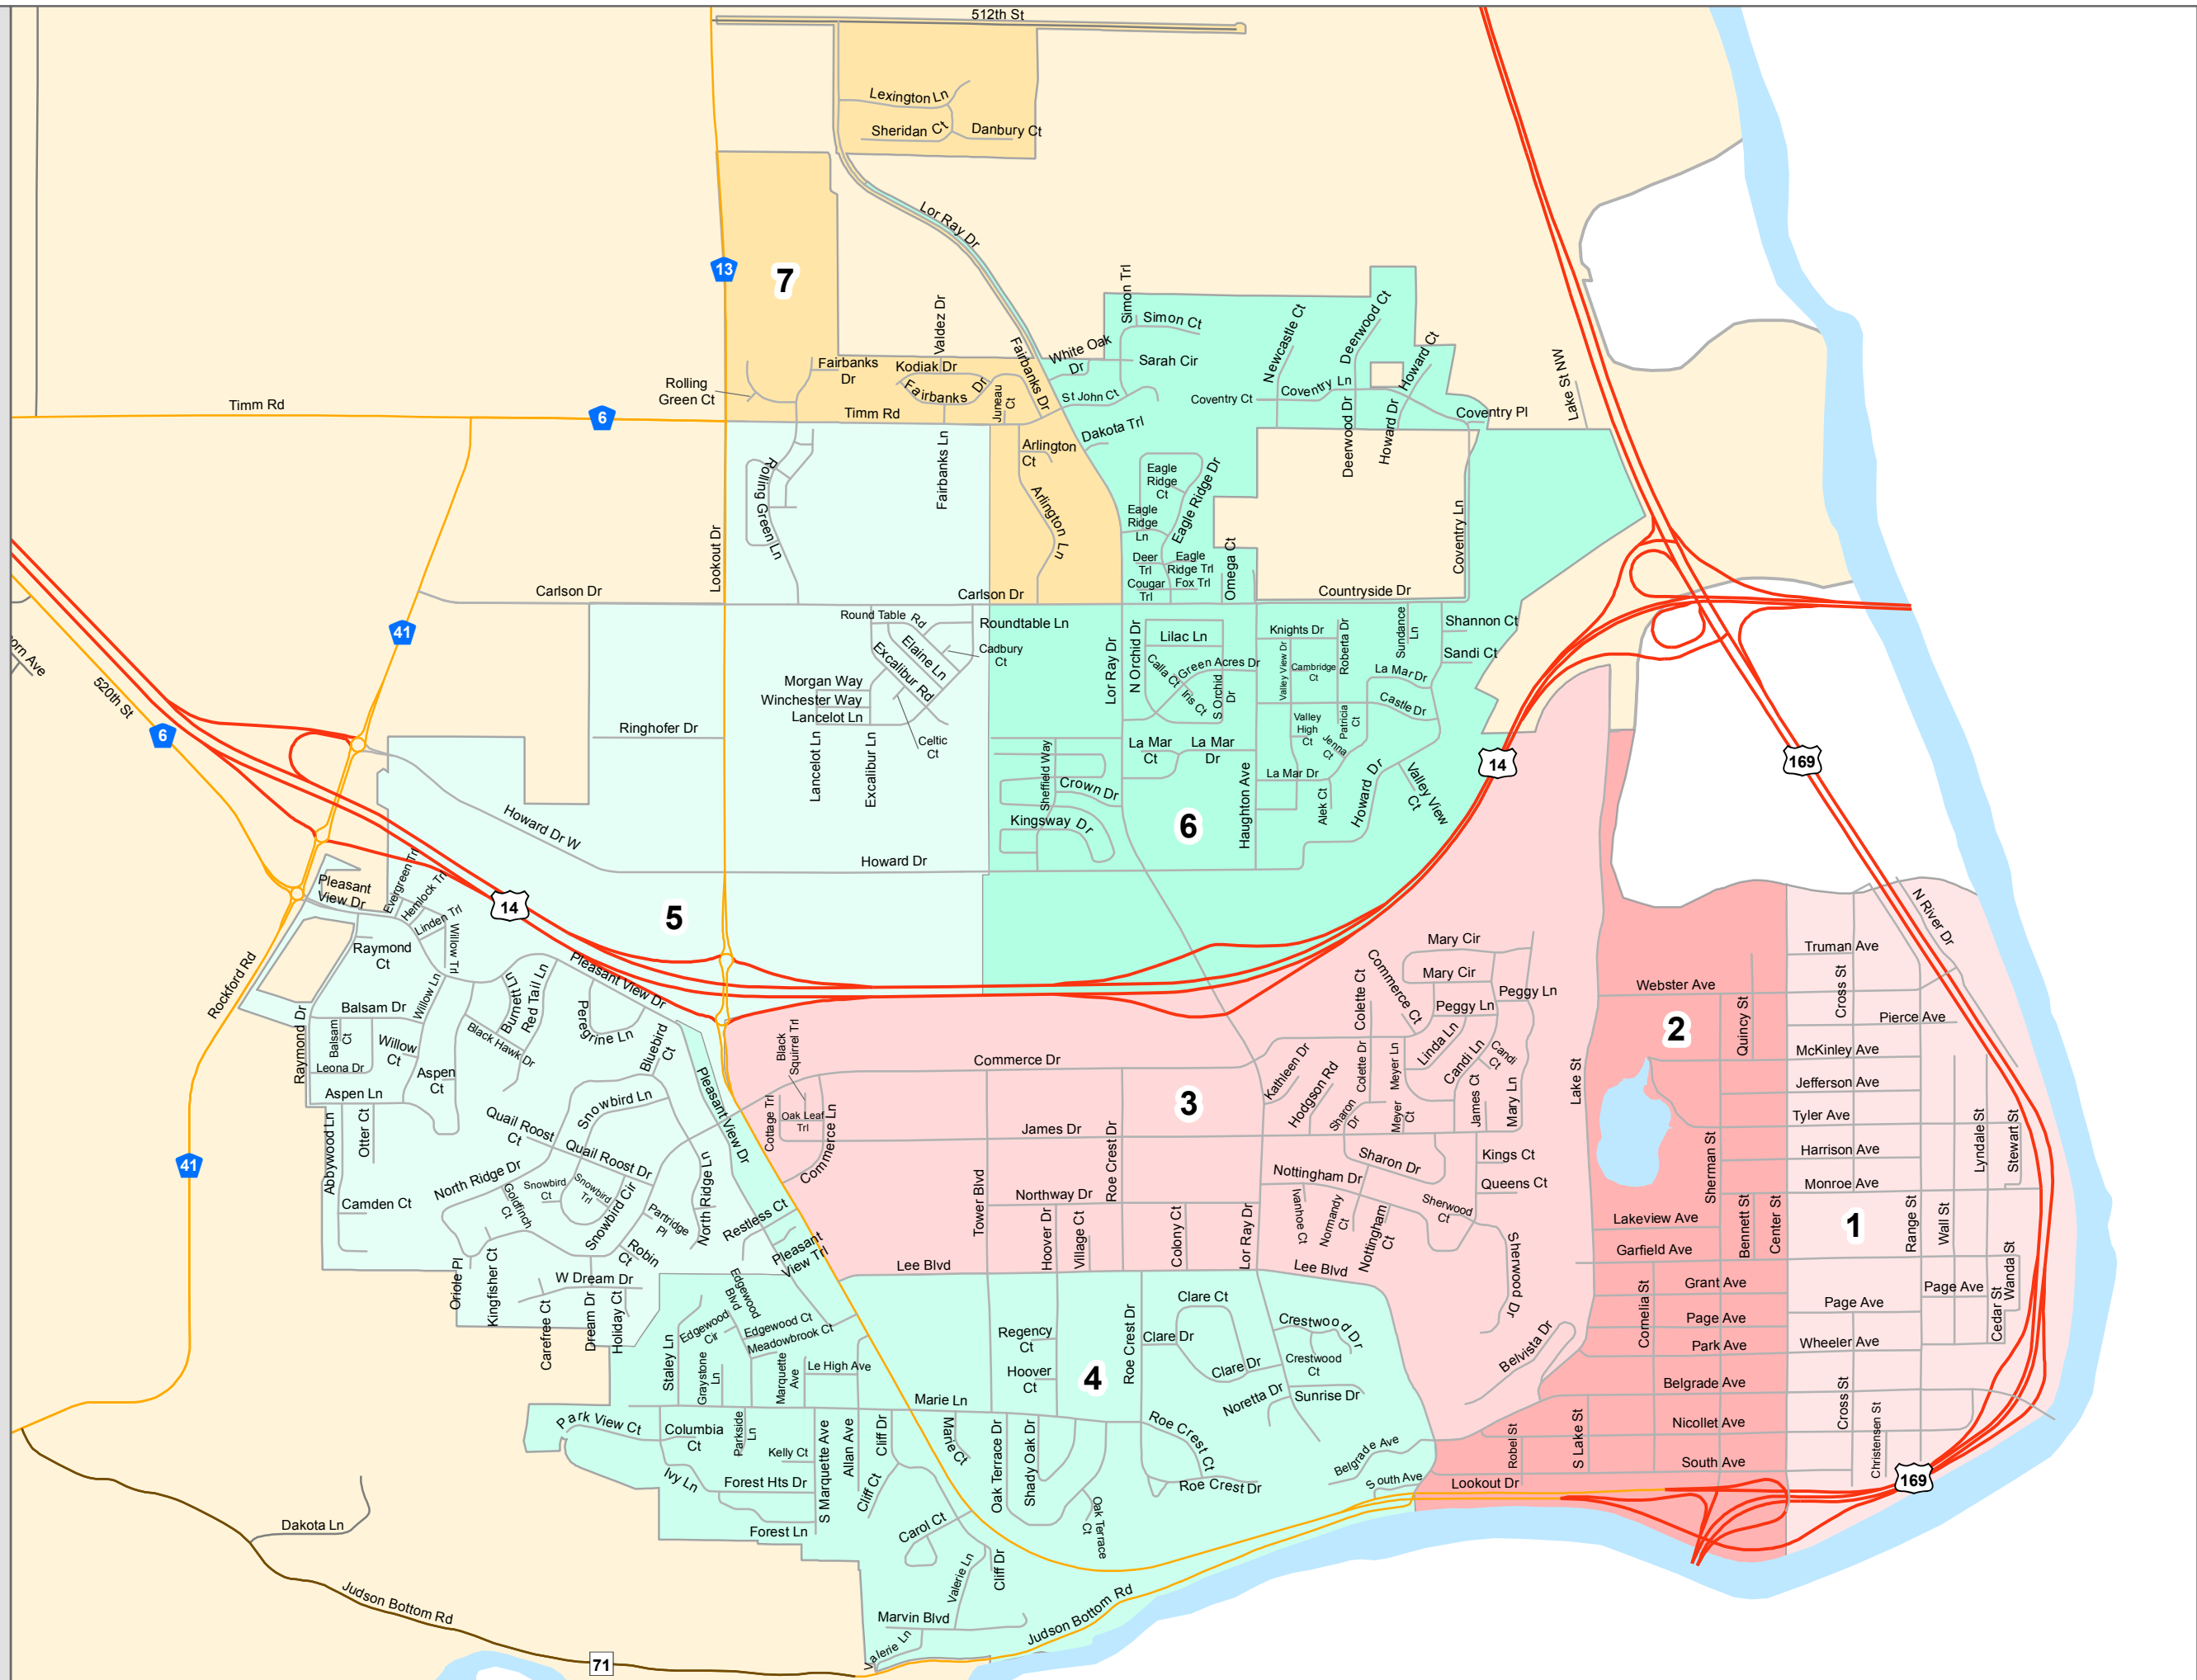 512th St
Lexington Ln
Sheridan Ct
Danbury Ct
Lor Ray Dr
13
7
Simon Trl
Simon Ct
Newcastle Ct
Deerwood Ct
Howard Ct
Valdez Dr
Fairbanks Dr
White Oak
Dr
Sarah Cir
Lake St NW
Fairbanks
Dr
Kodiak Dr
Fairbanks Dr
Rolling
Green Ct
Juneau
Ct
St John Ct
Coventry Ct
Coventry Ln
Coventry Pl
Timm Rd
6
Timm Rd
Dakota Trl
Deerwood Dr
Howard Dr
Arlington
Ct
Fairbanks Ln
Rolling Green Ln
Arlington Ln
Eagle
Ridge
Ct
Eagle Ridge Dr
Eagle
Ridge
Ln
Lookout Dr
Coventry Ln
Deer
Trl
Eagle
Ridge Trl
Cougar
Trl
Fox Trl
Omega Ct
Carlson Dr
Carlson Dr
Countryside Dr
41
Round Table Rd
Roundtable Ln
Elaine Ln
Cadbury
Ct
Excalibur Rd
Lor Ray Dr
N Orchid Dr
Lilac Ln
Calla Ct
Green Acres Dr
Iris Ct
S Orchid
Dr
Knights Dr
Valley View Dr
Cambridge
Ct
Roberta Dr
Sundance
Ln
Shannon Ct
Sandi Ct
La Mar Dr
Castle Dr
520th St
6
Morgan Way
Winchester Way
Lancelot Ln
Ringhofer Dr
Celtic
Ct
Lancelot Ln
Excalibur Ln
Valley
High
Ct
Patricia
Ct
Jenna
Ct
La Mar
Ct
La Mar
Dr
La Mar Dr
Sheffield Way
Crown Dr
Kingsway Dr
6
Haughton Ave
Alek Ct
Howard Dr
Valley View
Ct
14
169
Howard Dr W
Howard Dr
Pleasant
View Dr
Evergreen Trl
Hemlock Trl
Linden Trl
Willow Trl
14
5
Raymond
Ct
Rockford Rd
Balsam Dr
Raymond Dr
Balsam
Ct
Willow Ln
Willow
Ct
Leona Dr
Aspen
Ct
Aspen Ln
Burnett Ln
Red Tail Ln
Black Hawk Dr
Peregrine Ln
Pleasant View Dr
Bluebird
Ct
Pleasant View Dr
Snowbird Ln
Quail Roost
Ct
Quail Roost Dr
Abbywood Ln
Otter Ct
41
Camden Ct
North Ridge Dr
Goldfinch
Ct
Snowbird
Ct
Snowbird
Trl
Snowbird Cir
Partridge
Pl
Robin
Ct
North Ridge Ln
Restless Ct
Pleasant
View Trl
Oriole Pl
Kingfisher Ct
W Dream Dr
Carefree Ct
Dream Dr
Holiday Ct
Black
Squirrel Trl
Cottage Trl
Oak Leaf
Trl
Commerce Ln
Commerce Dr
James Dr
3
Tower Blvd
Roe Crest Dr
Northway Dr
Hoover Dr
Village Ct
Colony Ct
Lor Ray Dr
Lee Blvd
Lee Blvd
Mary Cir
Mary Cir
Commerce Ct
Colette Ct
Peggy Ln
Peggy Ln
Linda Ln
Candi Ln
Candi
Ct
Kathleen Dr
Hodgson Rd
Colette Dr
Meyer Ln
Sharon
Dr
Meyer
Ct
James Ct
Mary Ln
Sharon Dr
Kings Ct
Queens Ct
Nottingham Dr
Ivanhoe Ct
Normandy
Ct
Nottingham
Ct
Sherwood
Ct
Sherwood Dr
Belvista Dr
Lake St
N River Dr
Truman Ave
Webster Ave
Cross St
Quincy St
2
Pierce Ave
McKinley Ave
Jefferson Ave
Tyler Ave
Harrison Ave
Monroe Ave
Lyndale St
Stewart St
Sherman St
Lakeview Ave
Garfield Ave
Bennett St
Center St
1
Range St
Wall St
Grant Ave
Cornelia St
Page Ave
Page Ave
Page Ave
Wanda St
Cedar St
Park Ave
Wheeler Ave
Belgrade Ave
Nicollet Ave
Cross St
Christensen St
South Ave
Robel St
S Lake St
Lookout Dr
169
Edgewood
Blvd
Edgewood
Cir
Edgewood Ct
Meadowbrook Ct
Staley Ln
Graystone
Ln
Marquette
Ave
Le High Ave
Marie Ln
Park View Ct
Columbia
Ct
Parkside
Ln
Kelly Ct
Ivy Ln
Forest Hts Dr
Forest Ln
S Marquette Ave
Allan Ave
Cliff Dr
Cliff Ct
Marie Ct
Carol Ct
Valerie Ln
Cliff Dr
Marvin Blvd
Valerie Ln
Regency
Ct
Hoover
Ct
4
Roe Crest Dr
Clare Ct
Clare Dr
Clare Dr
Crestwood Dr
Crestwood
Ct
Noretta Dr
Sunrise Dr
Oak Terrace Dr
Shady Oak Dr
Oak Terrace
Ct
Roe Crest Ct
Roe Crest Dr
Belgrade Ave
South Ave
Dakota Ln
Judson Bottom Rd
Judson Bottom Rd
71